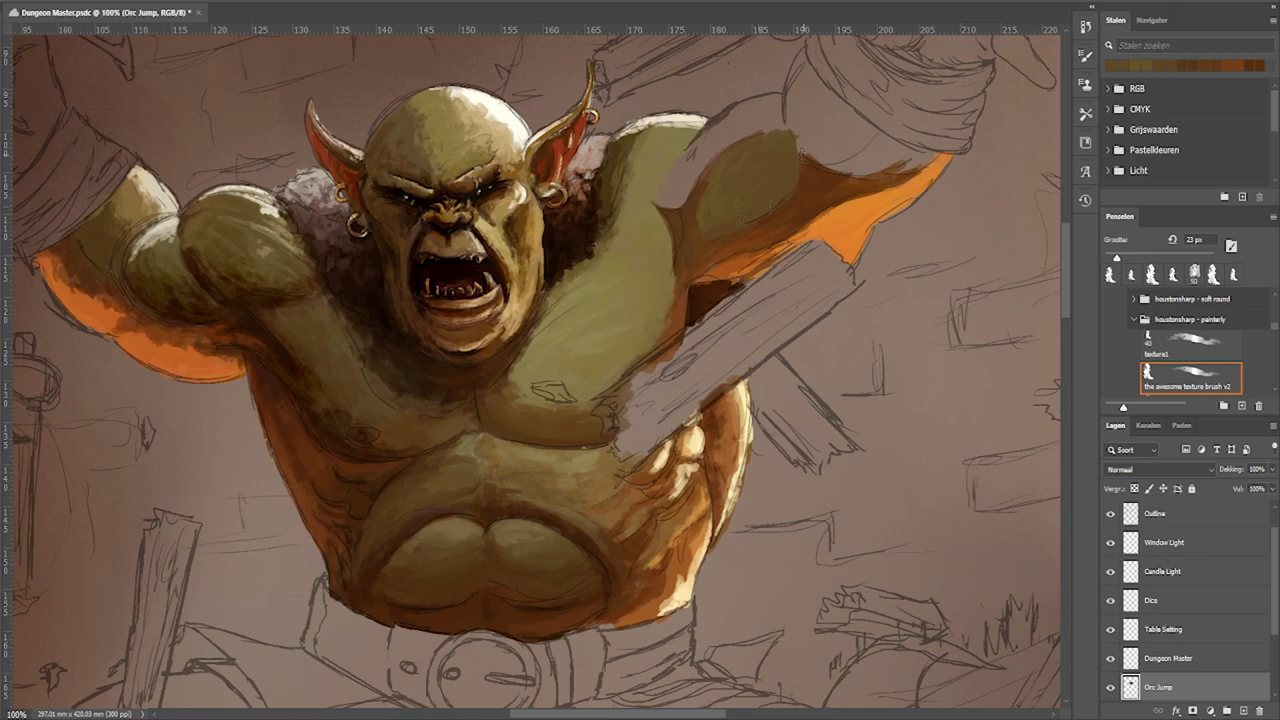 Dungeon Master.psdc @ 100% (Orc Jump, RGB/8) * ×
95 100 105 110 115 120 125 130 135 140 145 150 155 160 165 170 175 180 185 190 195 200 205 210 215 220
Stalen Navigator
Stalen zoeken
RGB
CMYK
Grijswaarden
Pastelkleuren
Licht
Penselen
Grootte: 23 px
50
houstonsharp - soft round
houstonsharp - painterly
40
texture1
the awesome texture brush v2
Lagen Kanalen Paden
Soort
Normaal Dekking: 100%
Vergr.: Vul: 100%
Outline
Window Light
Candle Light
Dice
Table Setting
Dungeon Master
Orc Jump
fx
100% 297,01 mm x 420,03 mm (300 ppi)